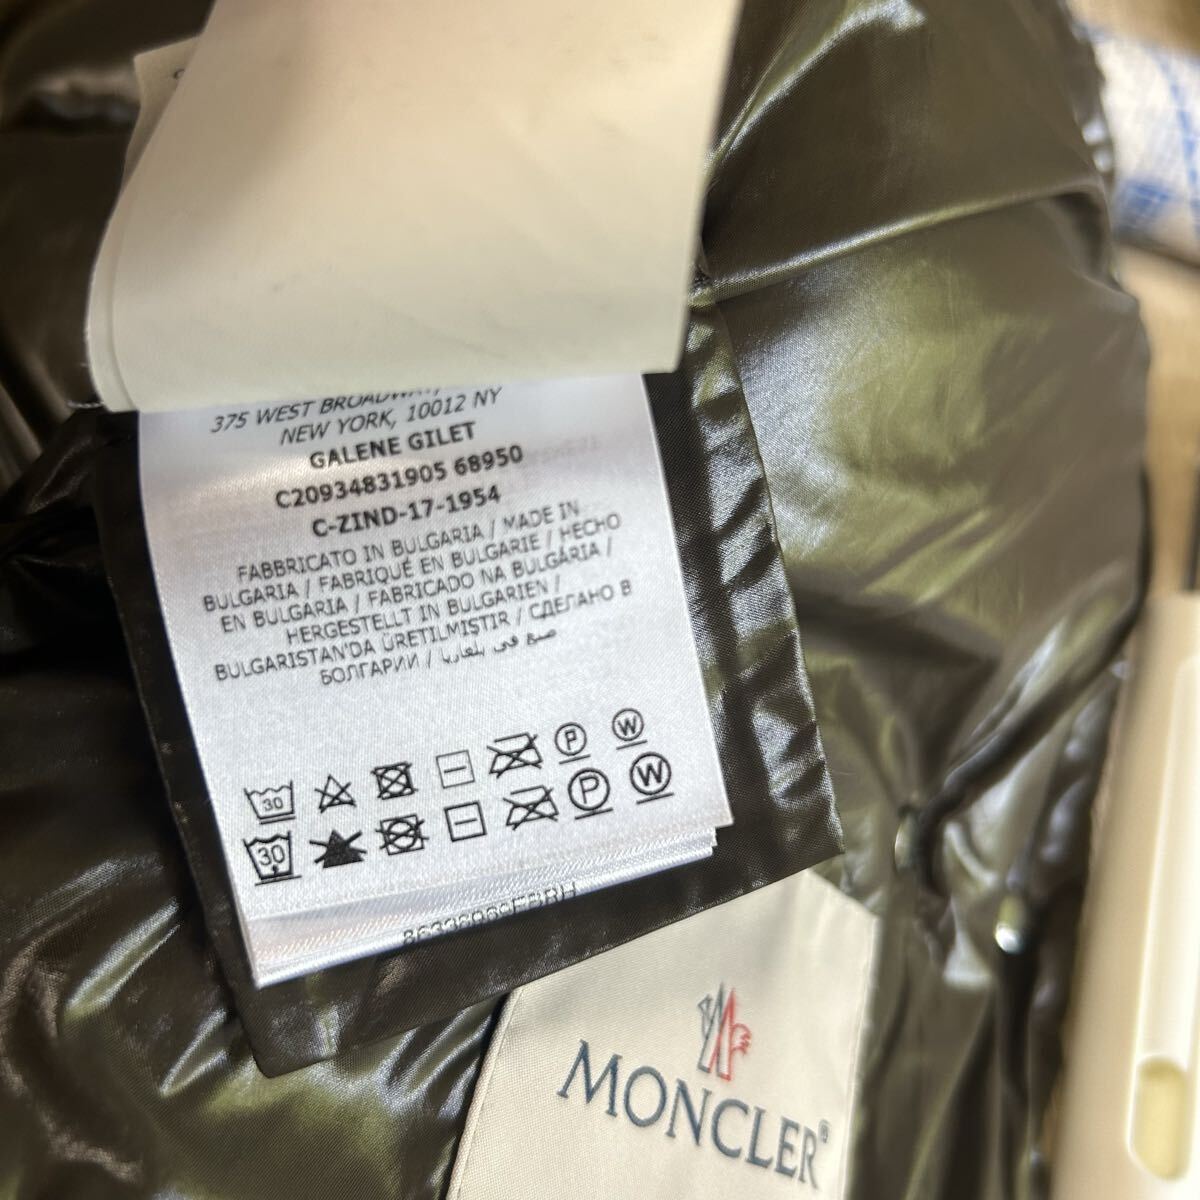 375 WEST BROADWAY,
NEW YORK, 10012 NY
GALENE GILET
C20934831905 68950
C-ZIND-17-1954
FABBRICATO IN BULGARIA / MADE IN
BULGARIA / FABRIQUÉ EN BULGARIE / HECHO
EN BULGARIA / FABRICADO NA BULGÁRIA /
HERGESTELLT IN BULGARIEN /
BULGARISTAN'DA ÜRETILMIŞTIR / СДЕЛАНО В
БОЛГАРИИ / صنع في بلغاريا
30 P W
30 P W
MONCLER®